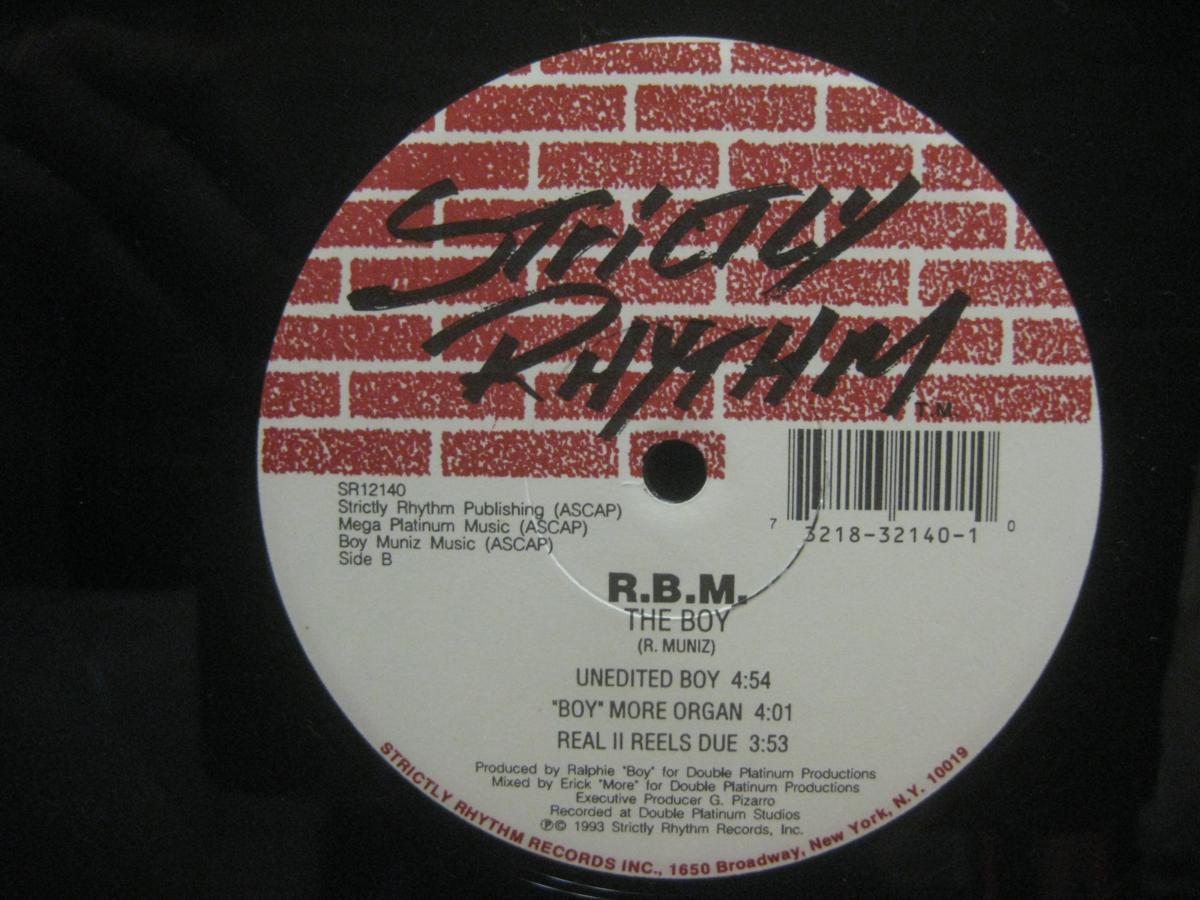 STRICTLY
RHYTHM
T.M.
SR12140
Strictly Rhythm Publishing (ASCAP)
Mega Platinum Music (ASCAP)
Boy Muniz Music (ASCAP)
Side B
7 3218-32140-1 0
R.B.M.
THE BOY
(R. MUNIZ)
UNEDITED BOY 4:54
"BOY" MORE ORGAN 4:01
REAL II REELS DUE 3:53
Produced by Ralphie "Boy" for Double Platinum Productions
Mixed by Erick "More" for Double Platinum Productions
Executive Producer G. Pizarro
Recorded at Double Platinum Studios
℗© 1993 Strictly Rhythm Records, Inc.
STRICTLY RHYTHM RECORDS INC., 1650 Broadway, New York, N.Y. 10019